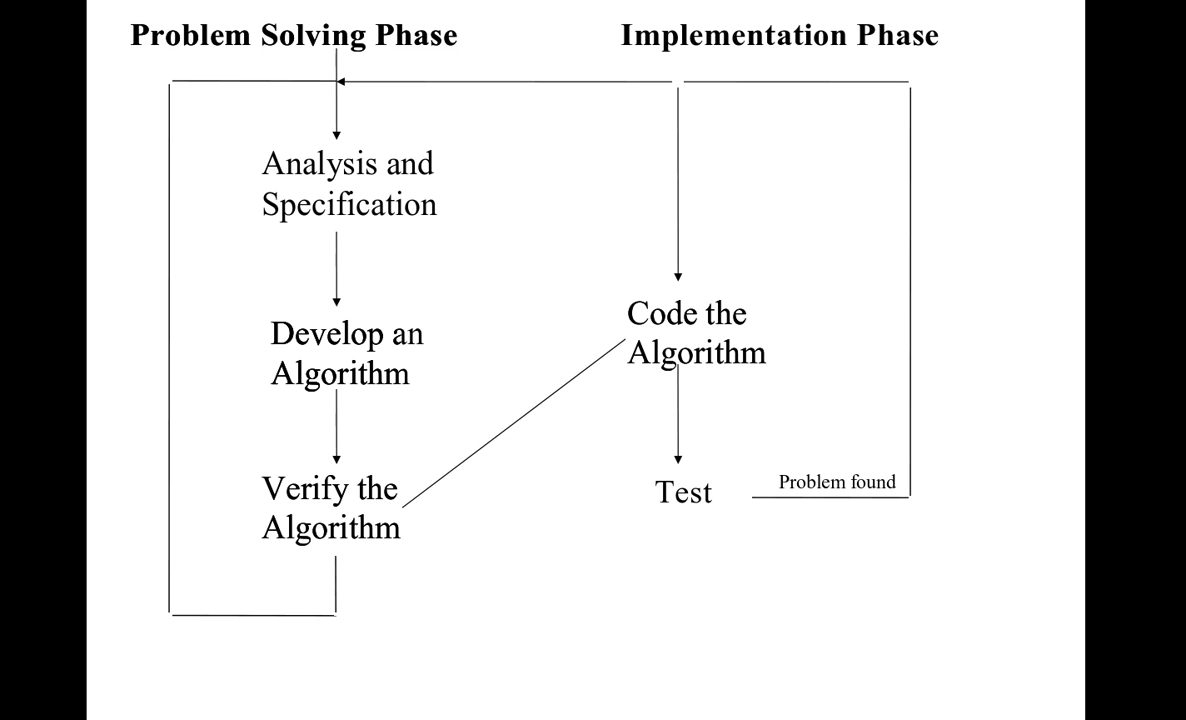 Problem Solving Phase
Implementation Phase
Analysis and
Specification
Develop an
Algorithm
Verify the
Algorithm
Code the
Algorithm
Test
Problem found